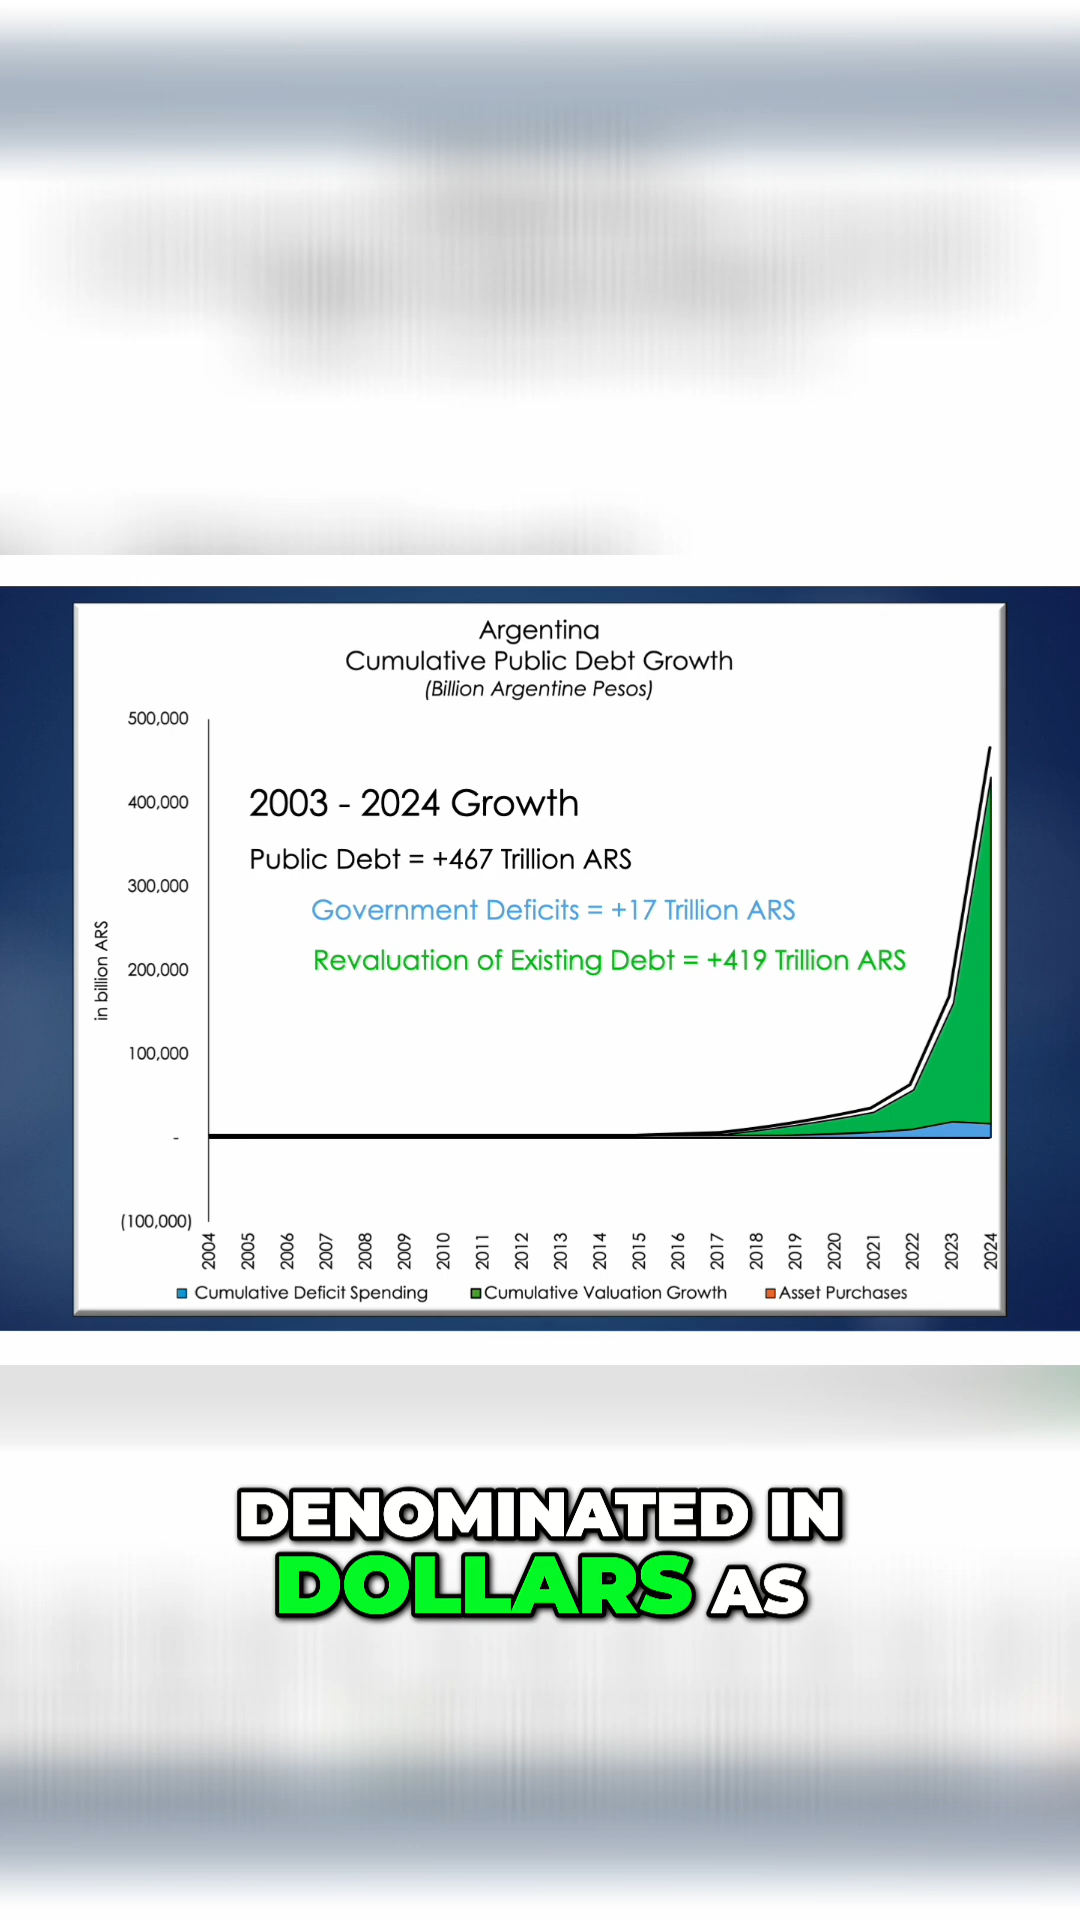 Argentina
Cumulative Public Debt Growth
(Billion Argentine Pesos)
500,000
400,000
300,000
200,000
100,000
-
(100,000)
in billion ARS
2003 - 2024 Growth
Public Debt = +467 Trillion ARS
Government Deficits = +17 Trillion ARS
Revaluation of Existing Debt = +419 Trillion ARS
2004 2005 2006 2007 2008 2009 2010 2011 2012 2013 2014 2015 2016 2017 2018 2019 2020 2021 2022 2023 2024
Cumulative Deficit Spending Cumulative Valuation Growth Asset Purchases
DENOMINATED IN
DOLLARS AS